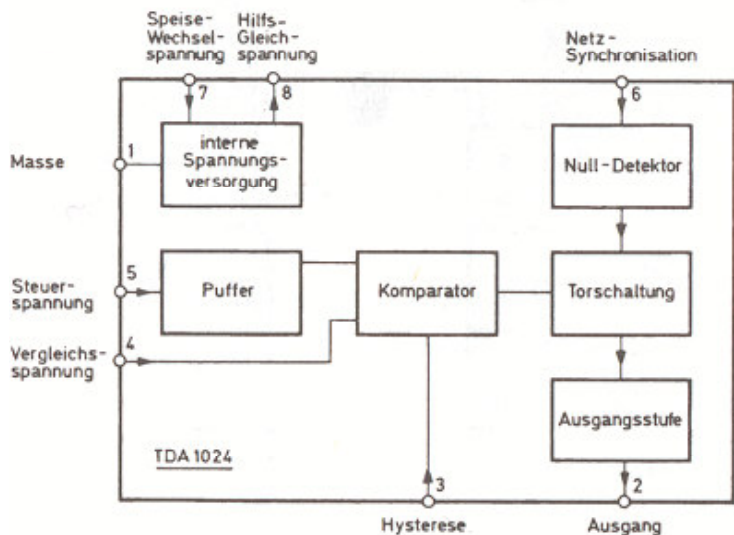 Speise-
Wechsel-
spannung
Hilfs-
Gleich-
spannung
Netz-
Synchronisation
7
8
6
Masse
1
interne
Spannungs-
versorgung
Null-Detektor
Steuer-
spannung
5
Puffer
Komparator
Torschaltung
Vergleichs-
spannung
4
Ausgangsstufe
TDA 1024
3
2
Hysterese
Ausgang